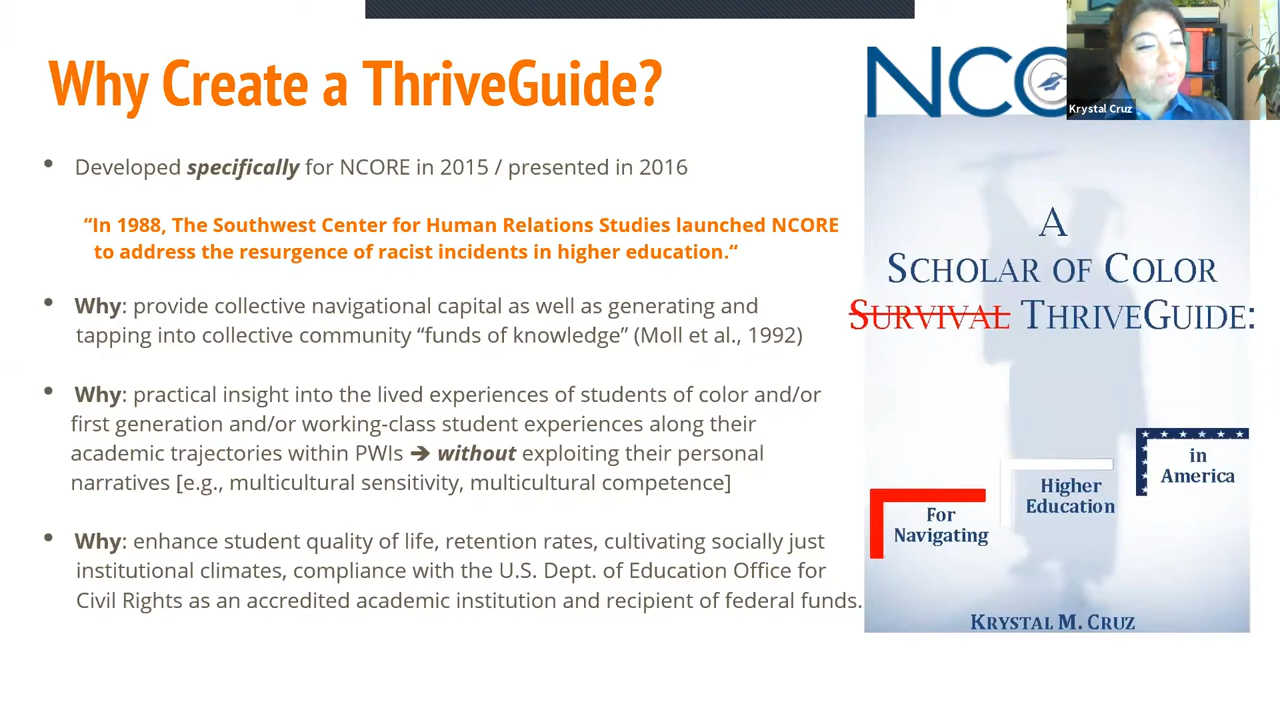 Why Create a ThriveGuide?
• Developed specifically for NCORE in 2015 / presented in 2016
“In 1988, The Southwest Center for Human Relations Studies launched NCORE
to address the resurgence of racist incidents in higher education.“
• Why: provide collective navigational capital as well as generating and
tapping into collective community “funds of knowledge” (Moll et al., 1992)
• Why: practical insight into the lived experiences of students of color and/or
first generation and/or working-class student experiences along their
academic trajectories within PWIs ➔ without exploiting their personal
narratives [e.g., multicultural sensitivity, multicultural competence]
• Why: enhance student quality of life, retention rates, cultivating socially just
institutional climates, compliance with the U.S. Dept. of Education Office for
Civil Rights as an accredited academic institution and recipient of federal funds.
NCO
Krystal Cruz
A
SCHOLAR OF COLOR
SURVIVAL THRIVEGUIDE:
For
Navigating
Higher
Education
in
America
KRYSTAL M. CRUZ